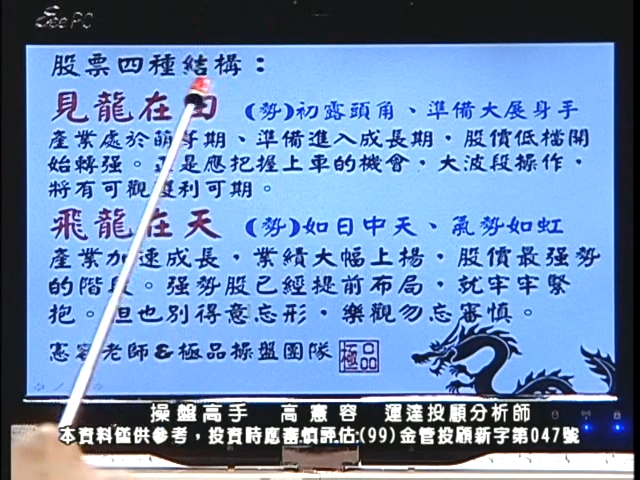 Eee PC
股票四種結構：
見龍在田 (勢)初露頭角、準備大展身手
產業處於萌芽期、準備進入成長期，股價低檔開
始轉強。正是應把握上車的機會，大波段操作，
將有可觀獲利可期。
飛龍在天 (勢)如日中天、氣勢如虹
產業加速成長，業績大幅上揚，股價最强勢
的階段。强勢股已經提前布局，就牢牢緊
抱。但也別得意忘形，樂觀勿忘審慎。
憲容老師&極品操盤團隊 極品
操盤高手 高憲容 運達投顧分析師
本資料僅供參考，投資時應審慎評估:(99)金管投顧新字第047號